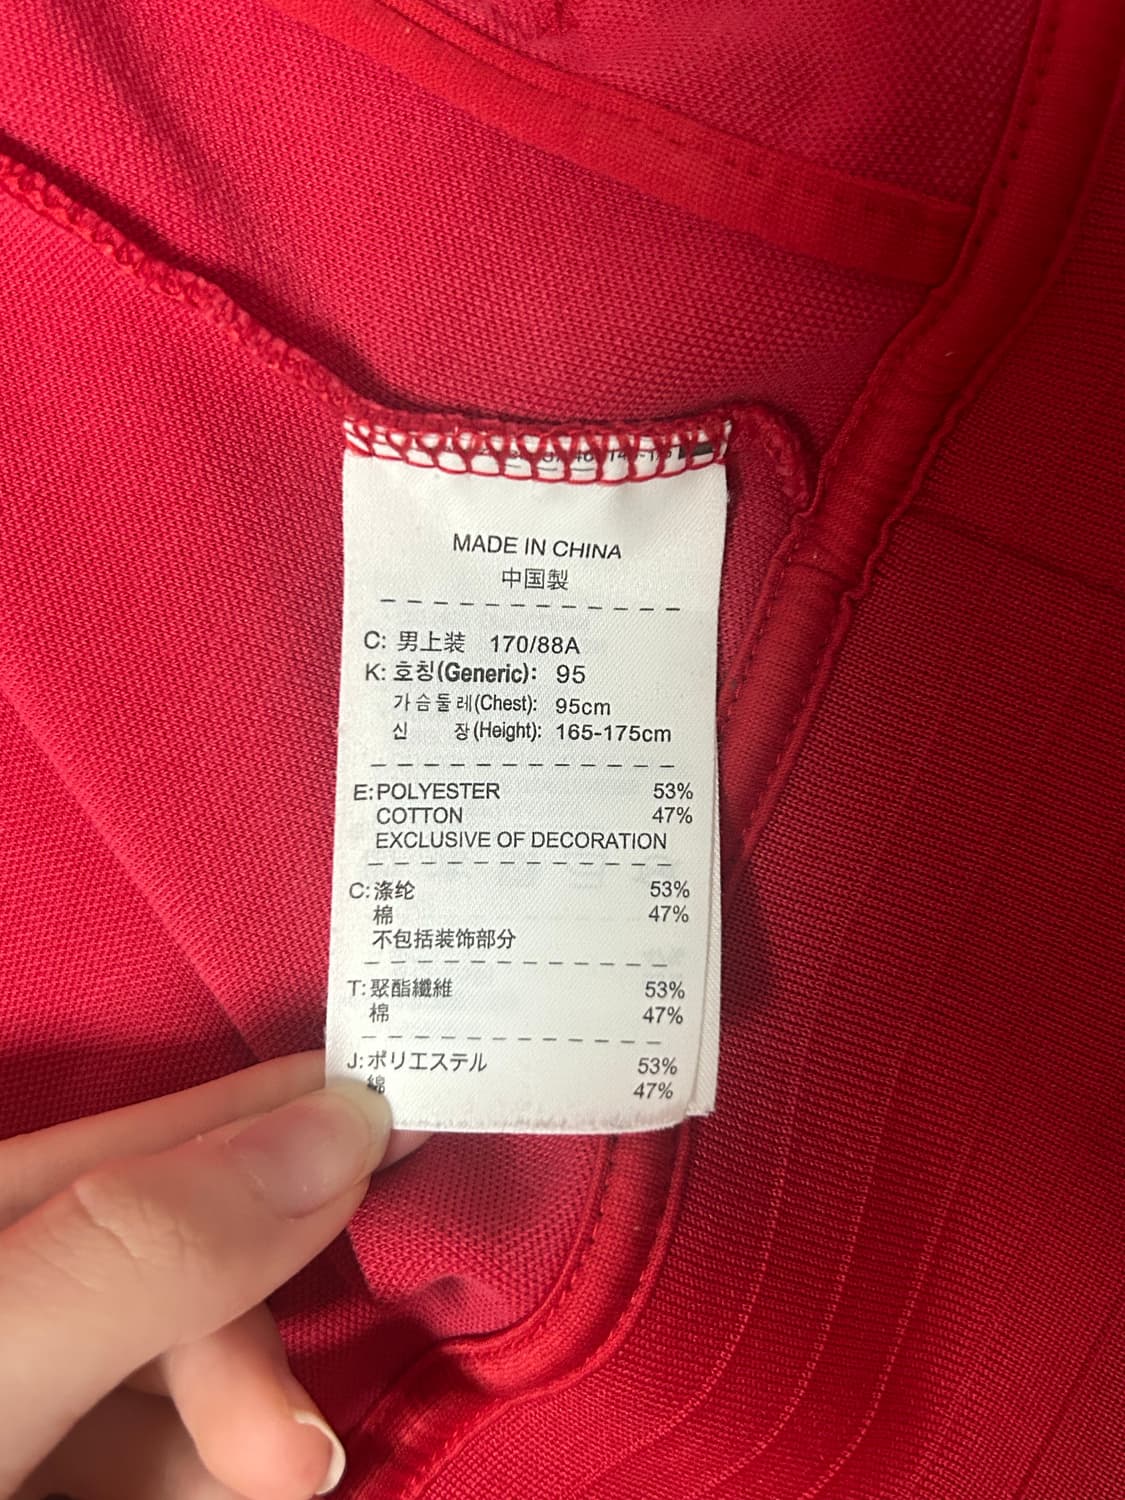 MADE IN CHINA
中国製
C: 男上装 170/88A
K: 호칭(Generic): 95
가슴둘레(Chest): 95cm
신 장(Height): 165-175cm
E:POLYESTER 53%
COTTON 47%
EXCLUSIVE OF DECORATION
C:涤纶 53%
棉 47%
不包括装饰部分
T:聚酯纖維 53%
棉 47%
J:ポリエステル 53%
綿 47%